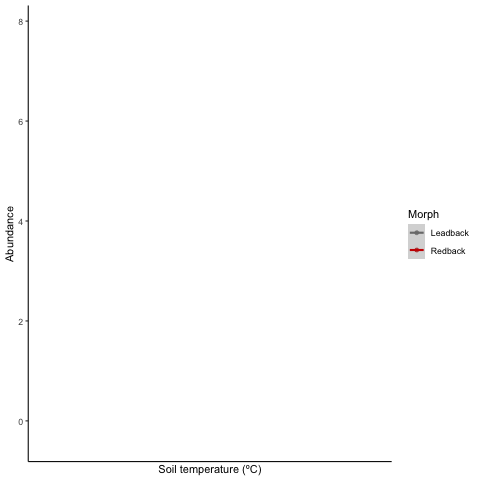 8
6
4
2
0
Abundance
Soil temperature (ºC)
Morph
Leadback
Redback